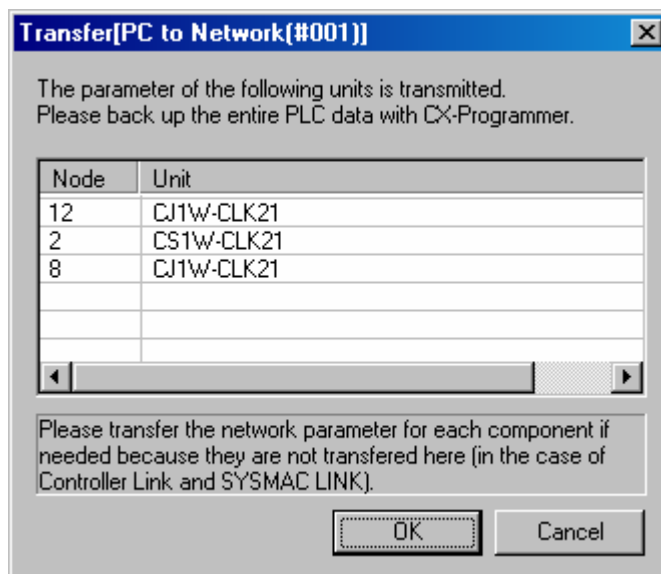 Transfer[PC to Network(#001)]
The parameter of the following units is transmitted.
Please back up the entire PLC data with CX-Programmer.
Node Unit
12 CJ1W-CLK21
2 CS1W-CLK21
8 CJ1W-CLK21
Please transfer the network parameter for each component if
needed because they are not transfered here (in the case of
Controller Link and SYSMAC LINK).
OK Cancel